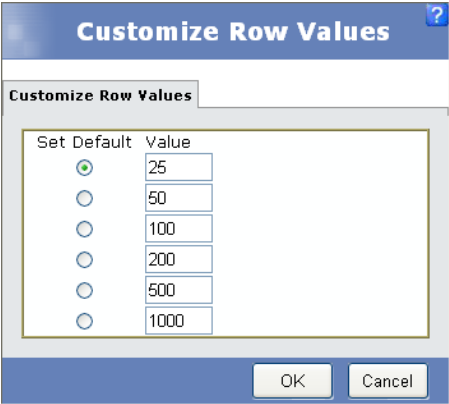 Customize Row Values
?
Customize Row Values
Set Default Value
25
50
100
200
500
1000
OK Cancel